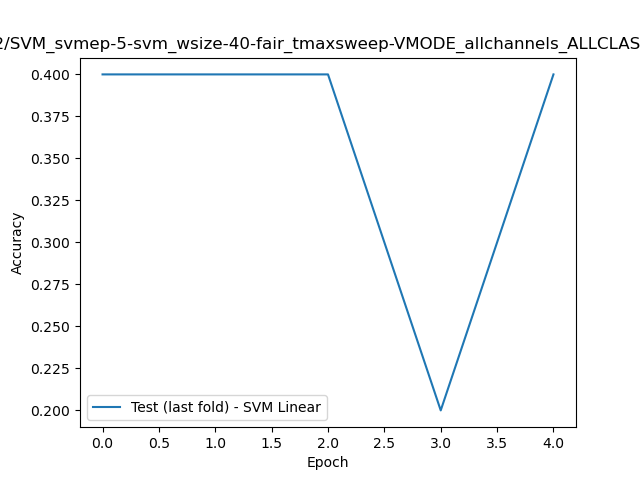 2/SVM_svmep-5-svm_wsize-40-fair_tmaxsweep-VMODE_allchannels_ALLCLAS
0.400
0.375
0.350
0.325
0.300
0.275
0.250
0.225
0.200
Accuracy
Test (last fold) - SVM Linear
0.0 0.5 1.0 1.5 2.0 2.5 3.0 3.5 4.0
Epoch